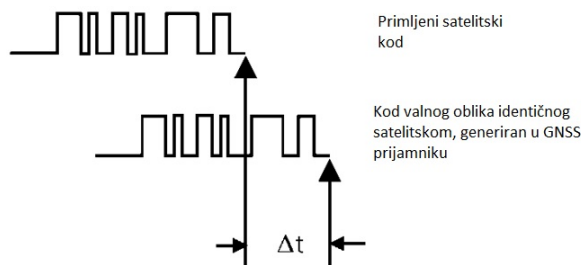 Primljeni satelitski
kod
Kod valnog oblika identičnog
satelitskom, generiran u GNSS
prijamniku
Δt